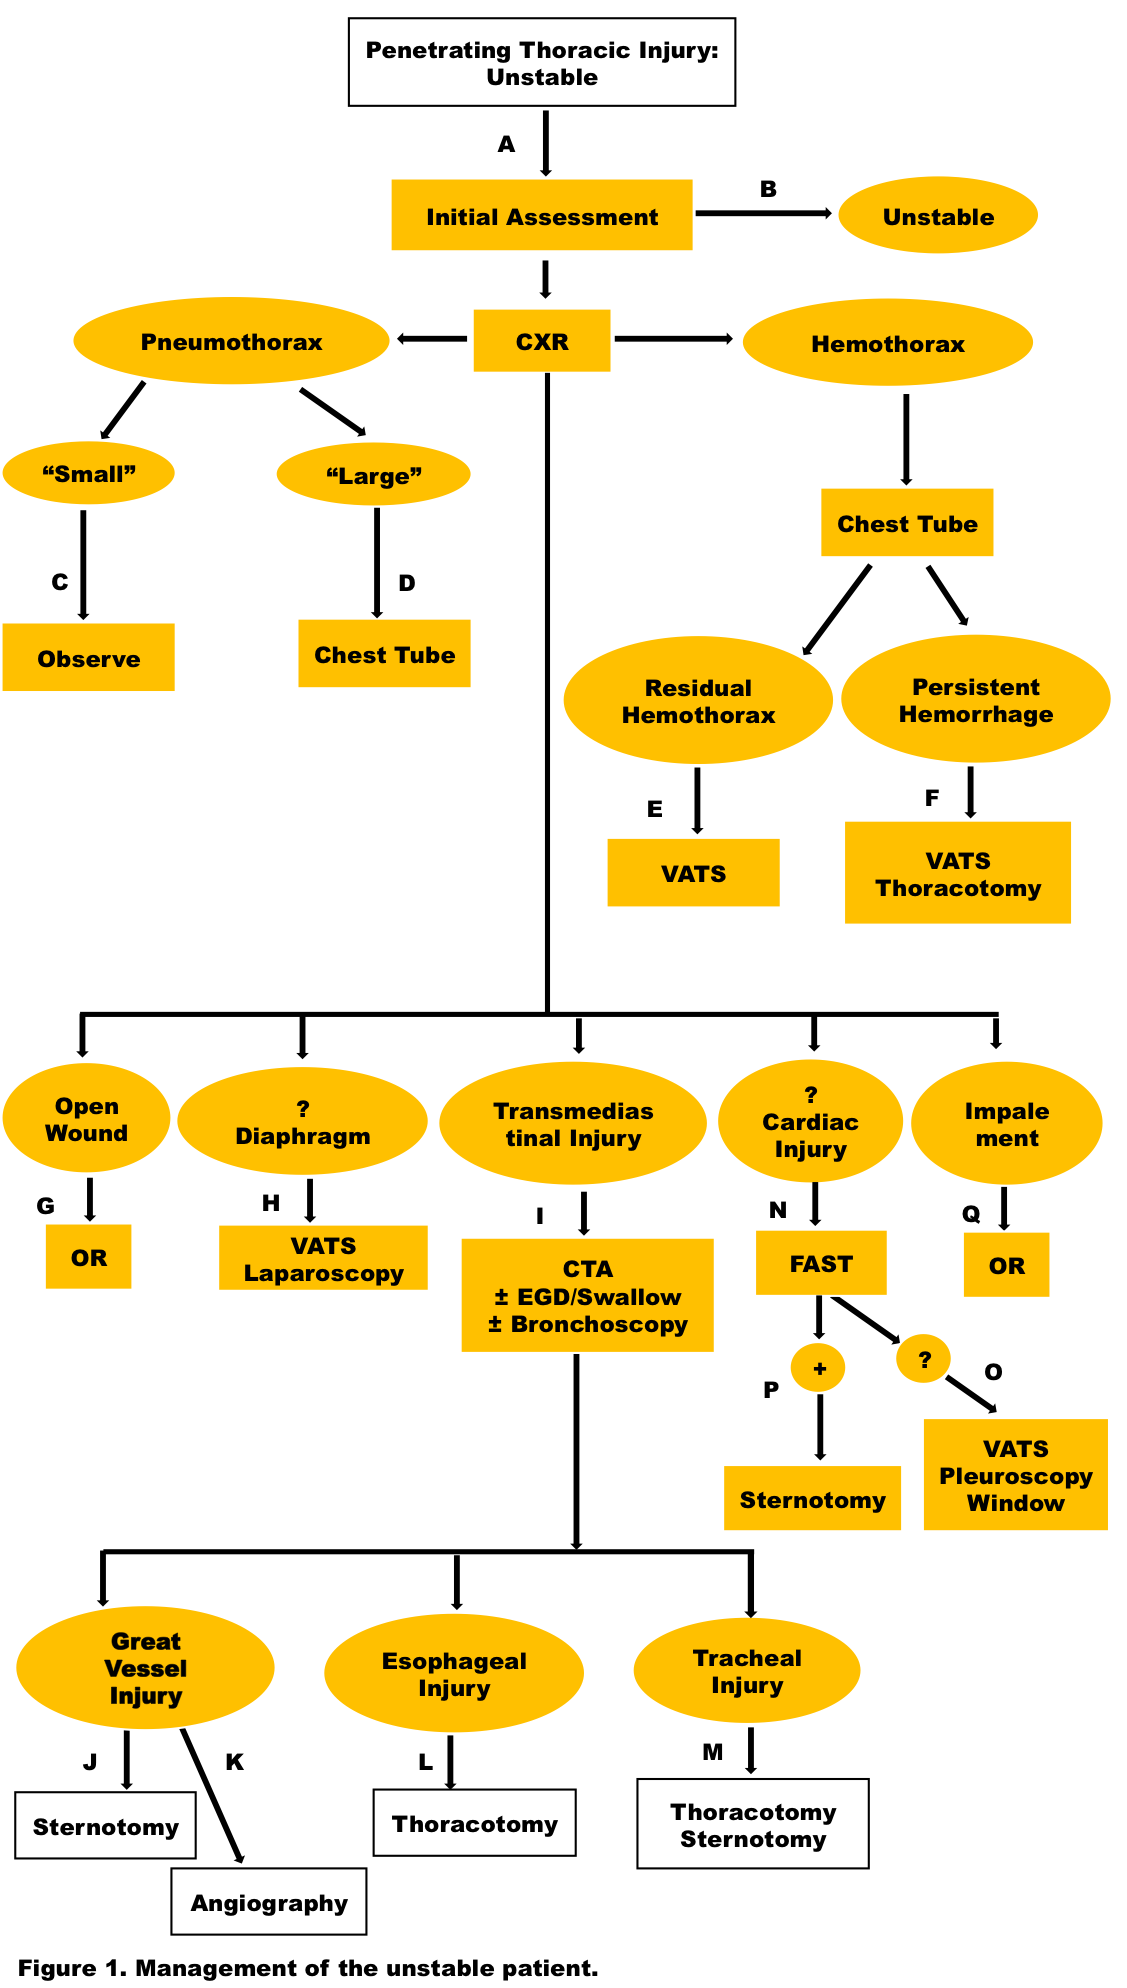 Penetrating Thoracic Injury:
Unstable
A
Initial Assessment
B
Unstable
Pneumothorax
CXR
Hemothorax
“Small”
“Large”
Chest Tube
C
D
Observe
Chest Tube
Residual
Hemothorax
Persistent
Hemorrhage
E
F
VATS
VATS
Thoracotomy
Open
Wound
?
Diaphragm
Transmedias
tinal Injury
?
Cardiac
Injury
Impale
ment
G
H
I
N
Q
OR
VATS
Laparoscopy
CTA
± EGD/Swallow
± Bronchoscopy
FAST
OR
+
?
P
O
Sternotomy
VATS
Pleuroscopy
Window
Great
Vessel
Injury
Esophageal
Injury
Tracheal
Injury
J
K
L
M
Sternotomy
Thoracotomy
Thoracotomy
Sternotomy
Angiography
Figure 1. Management of the unstable patient.